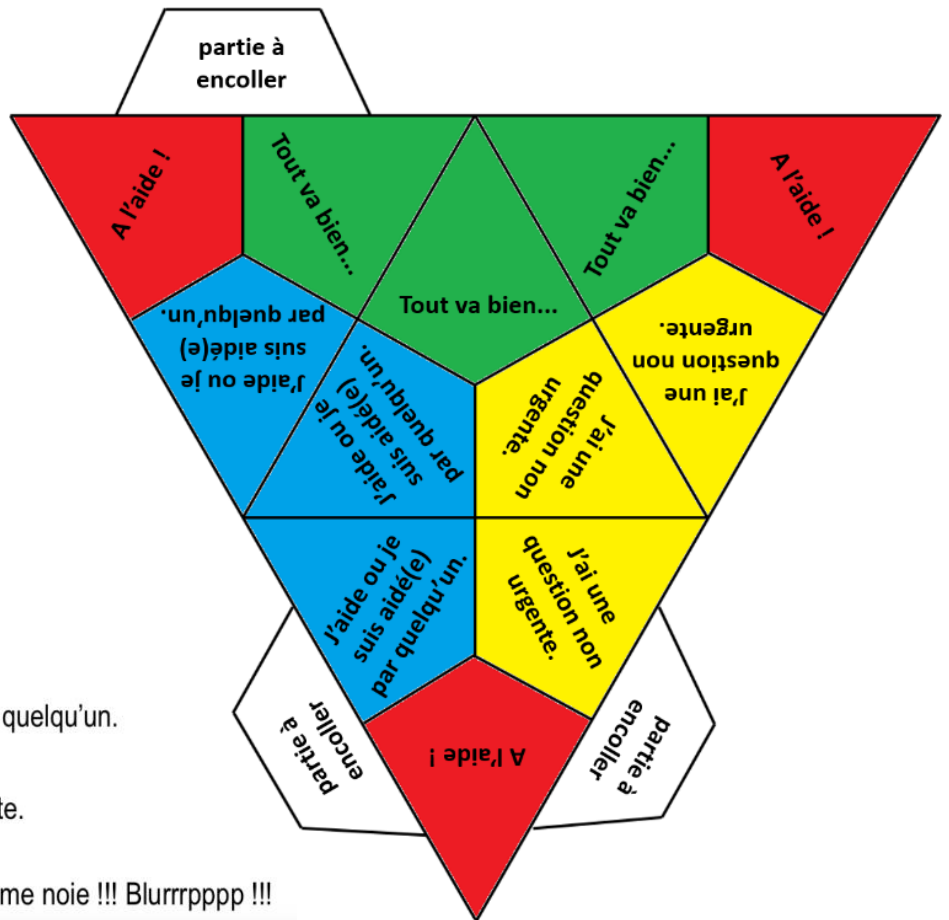 partie à
encoller
A l'aide !
Tout va bien...
Tout va bien...
A l'aide !
Tout va bien...
J'aide ou je
suis aidé(e)
par quelqu'un.
J'aide ou je
suis aidé(e)
par quelqu'un.
J'ai une
question non
urgente.
J'ai une
question non
urgente.
J'aide ou je
suis aidé(e)
par quelqu'un.
J'ai une
question non
urgente.
quelqu'un.
partie à
encoller
A l'aide !
partie à
encoller
te.
me noie !!! Blurrrpppp !!!